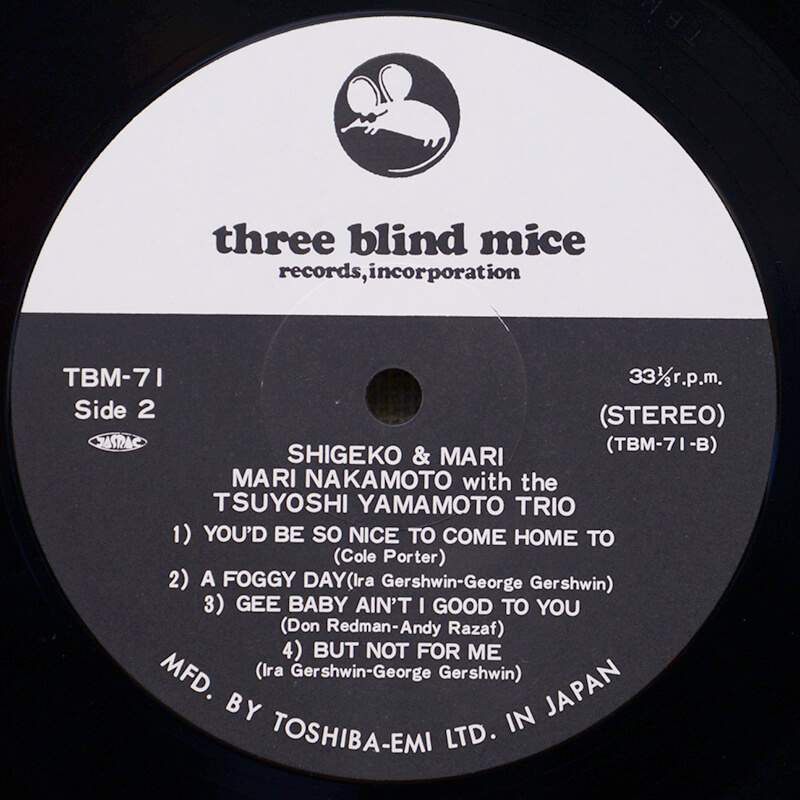 three blind mice
records, incorporation
TBM-71
33⅓ r.p.m.
Side 2
(STEREO)
JASRAC
(TBM-71-B)
SHIGEKO & MARI
MARI NAKAMOTO with the
TSUYOSHI YAMAMOTO TRIO
1) YOU'D BE SO NICE TO COME HOME TO
(Cole Porter)
2) A FOGGY DAY(Ira Gershwin-George Gershwin)
3) GEE BABY AIN'T I GOOD TO YOU
(Don Redman-Andy Razaf)
4) BUT NOT FOR ME
(Ira Gershwin-George Gershwin)
MFD. BY TOSHIBA-EMI LTD. IN JAPAN